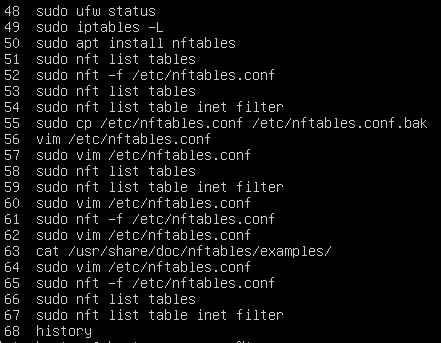 48 sudo ufw status
49 sudo iptables -L
50 sudo apt install nftables
51 sudo nft list tables
52 sudo nft -f /etc/nftables.conf
53 sudo nft list tables
54 sudo nft list table inet filter
55 sudo cp /etc/nftables.conf /etc/nftables.conf.bak
56 vim /etc/nftables.conf
57 sudo vim /etc/nftables.conf
58 sudo nft list tables
59 sudo nft list table inet filter
60 sudo vim /etc/nftables.conf
61 sudo nft -f /etc/nftables.conf
62 sudo vim /etc/nftables.conf
63 cat /usr/share/doc/nftables/examples/
64 sudo vim /etc/nftables.conf
65 sudo nft -f /etc/nftables.conf
66 sudo nft list tables
67 sudo nft list table inet filter
68 history